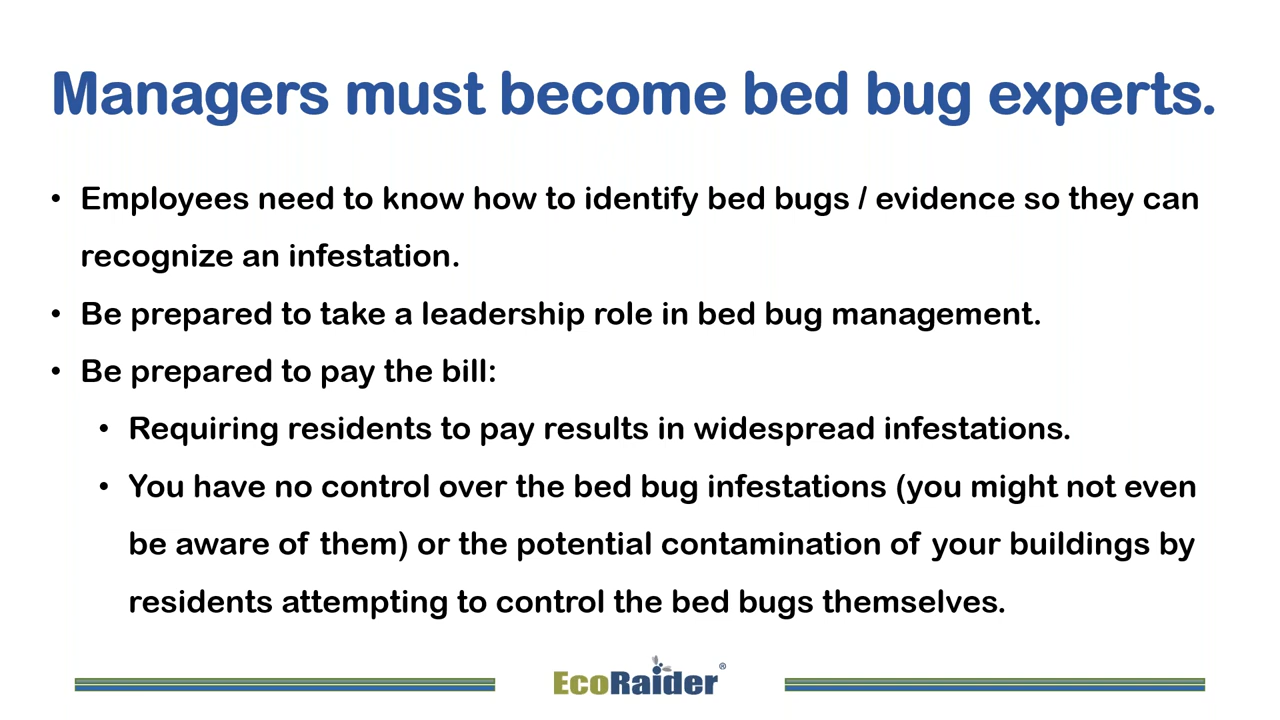 Managers must become bed bug experts.
• Employees need to know how to identify bed bugs / evidence so they can
recognize an infestation.
• Be prepared to take a leadership role in bed bug management.
• Be prepared to pay the bill:
• Requiring residents to pay results in widespread infestations.
• You have no control over the bed bug infestations (you might not even
be aware of them) or the potential contamination of your buildings by
residents attempting to control the bed bugs themselves.
EcoRaider®